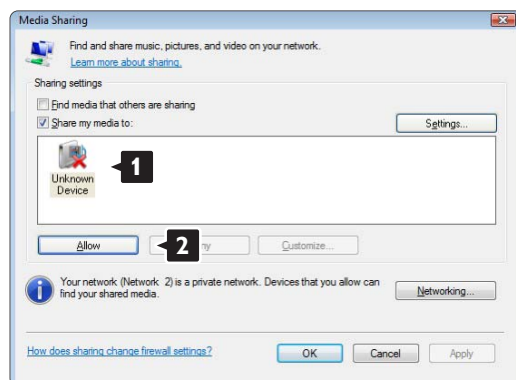 Media Sharing
Find and share music, pictures, and video on your network.
Learn more about sharing.
Sharing settings
Find media that others are sharing
Share my media to:
Settings...
Unknown
Device
1
Allow
2
ny
Customize...
Your network (Network 2) is a private network. Devices that you allow can
find your shared media.
Networking...
How does sharing change firewall settings?
OK
Cancel
Apply